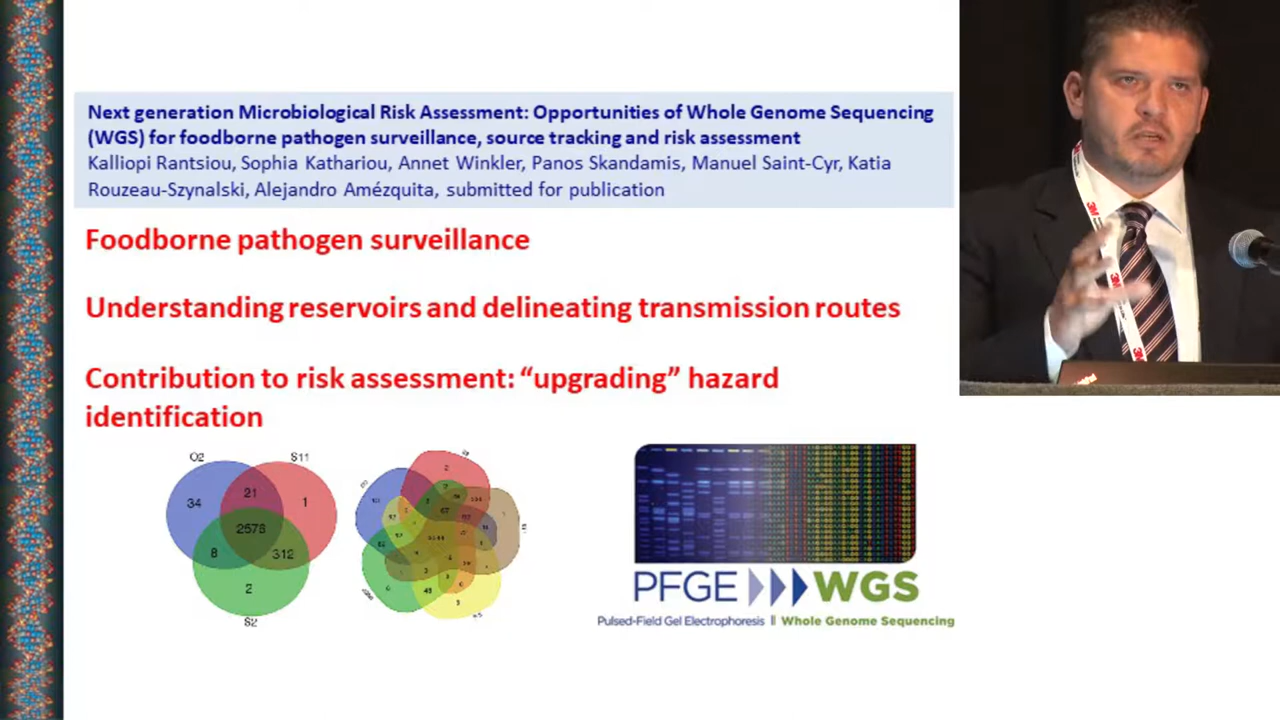 Next generation Microbiological Risk Assessment: Opportunities of Whole Genome Sequencing
(WGS) for foodborne pathogen surveillance, source tracking and risk assessment
Kalliopi Rantsiou, Sophia Kathariou, Annet Winkler, Panos Skandamis, Manuel Saint-Cyr, Katia
Rouzeau-Szynalski, Alejandro Amézquita, submitted for publication
Foodborne pathogen surveillance
Understanding reservoirs and delineating transmission routes
Contribution to risk assessment: “upgrading” hazard
identification
O2
S11
34
21
1
2576
8
312
2
S2
PFGE WGS
Pulsed-Field Gel Electrophoresis || Whole Genome Sequencing
3M